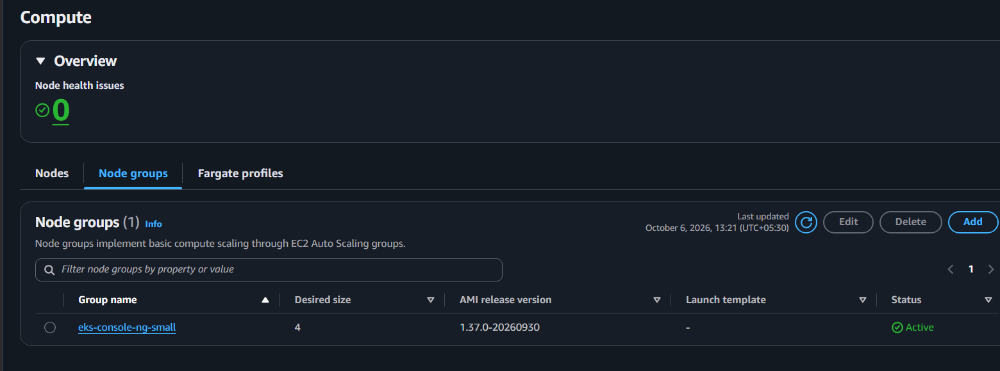 Compute
Overview
Node health issues
0
Nodes
Node groups
Fargate profiles
Node groups (1) Info
Last updated
October 6, 2026, 13:21 (UTC+05:30)
Edit
Delete
Add
Node groups implement basic compute scaling through EC2 Auto Scaling groups.
Filter node groups by property or value
1
Group name
Desired size
AMI release version
Launch template
Status
eks-console-ng-small
4
1.37.0-20260930
-
Active